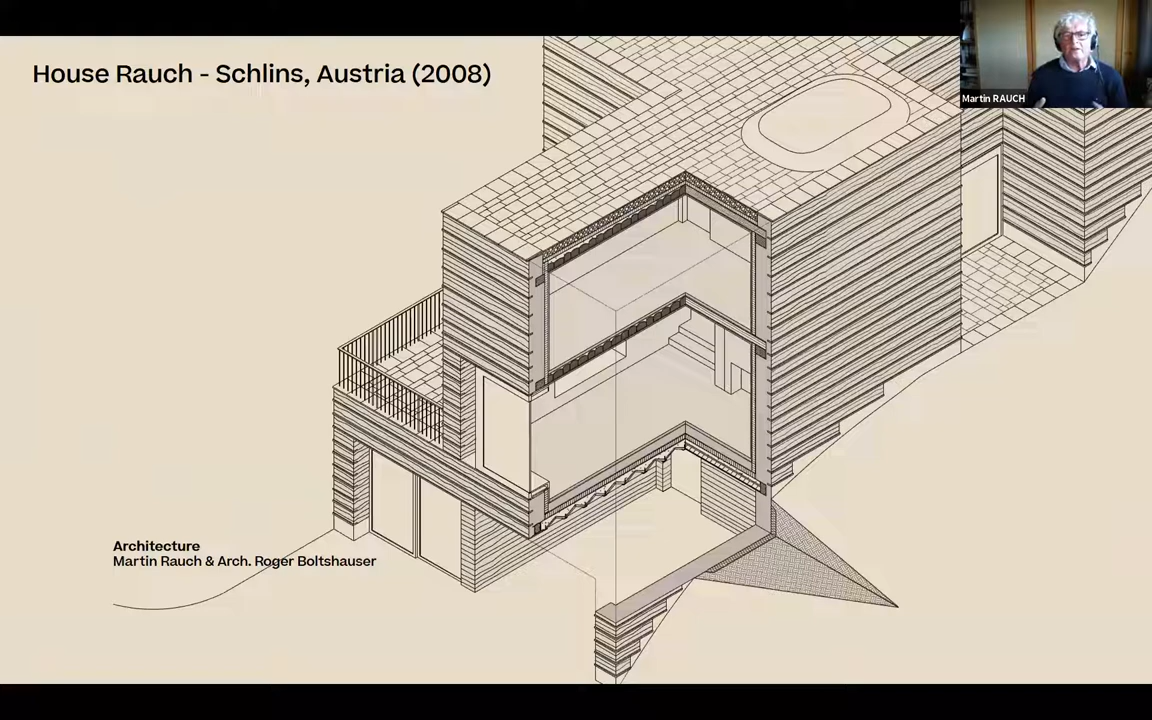 House Rauch - Schlins, Austria (2008)
Martin RAUCH
Architecture
Martin Rauch & Arch. Roger Boltshauser